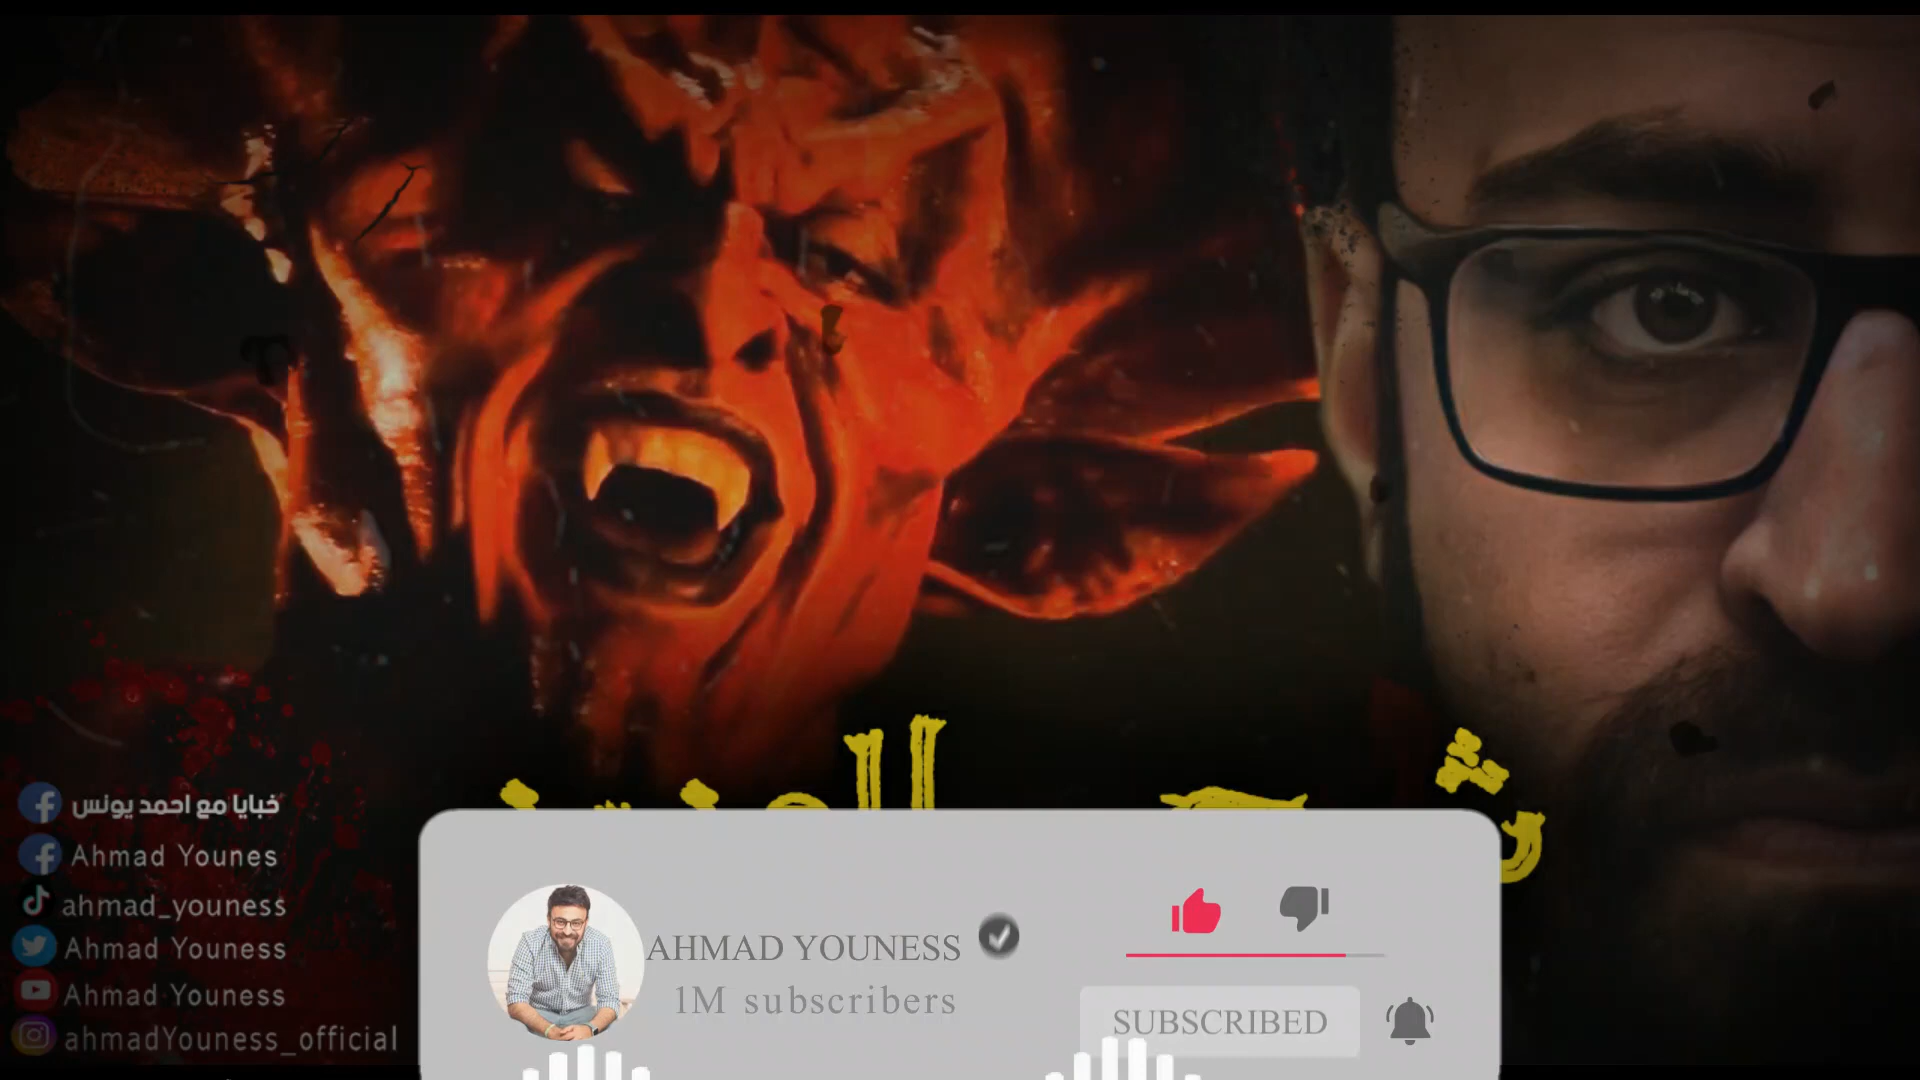 خبايا مع احمد يونس
Ahmad Younes
ahmad_youness
Ahmad Youness
Ahmad Youness
ahmadYouness_official
AHMAD YOUNESS
1M subscribers
SUBSCRIBED